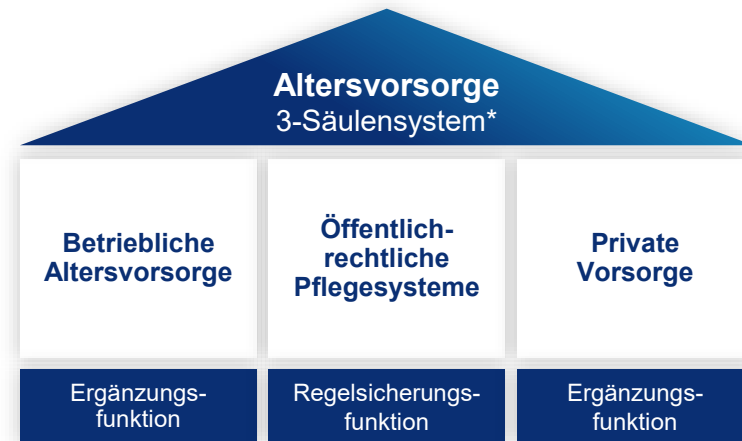 Altersvorsorge
3-Säulensystem*
Betriebliche
Altersvorsorge
Öffentlich-
rechtliche
Pflegesysteme
Private
Vorsorge
Ergänzungs-
funktion
Regelsicherungs-
funktion
Ergänzungs-
funktion